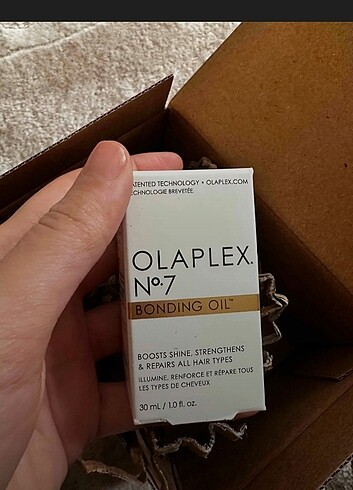 ATENTED TECHNOLOGY • OLAPLEX.COM
ECHNOLOGIE BREVETÉE
OLAPLEX.
Nº.7
BONDING OIL™
BOOSTS SHINE, STRENGTHENS
& REPAIRS ALL HAIR TYPES
ILLUMINE, RENFORCE ET RÉPARE TOUS
LES TYPES DE CHEVEUX
30 mL / 1.0 fl. oz.